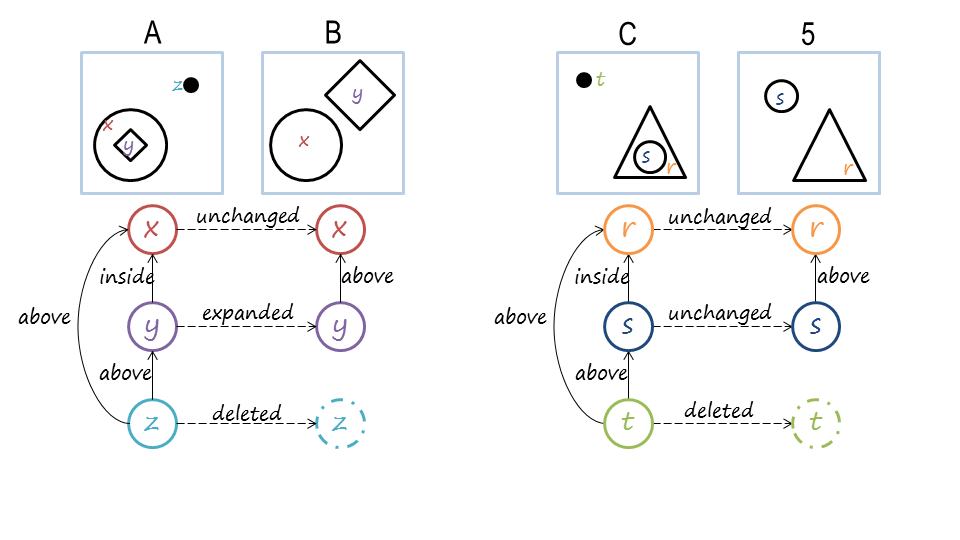 A B C 5
z t
x y y x s r s r
x unchanged x r unchanged r
inside above inside above
above y expanded y above s unchanged s
above above
z deleted z t deleted t